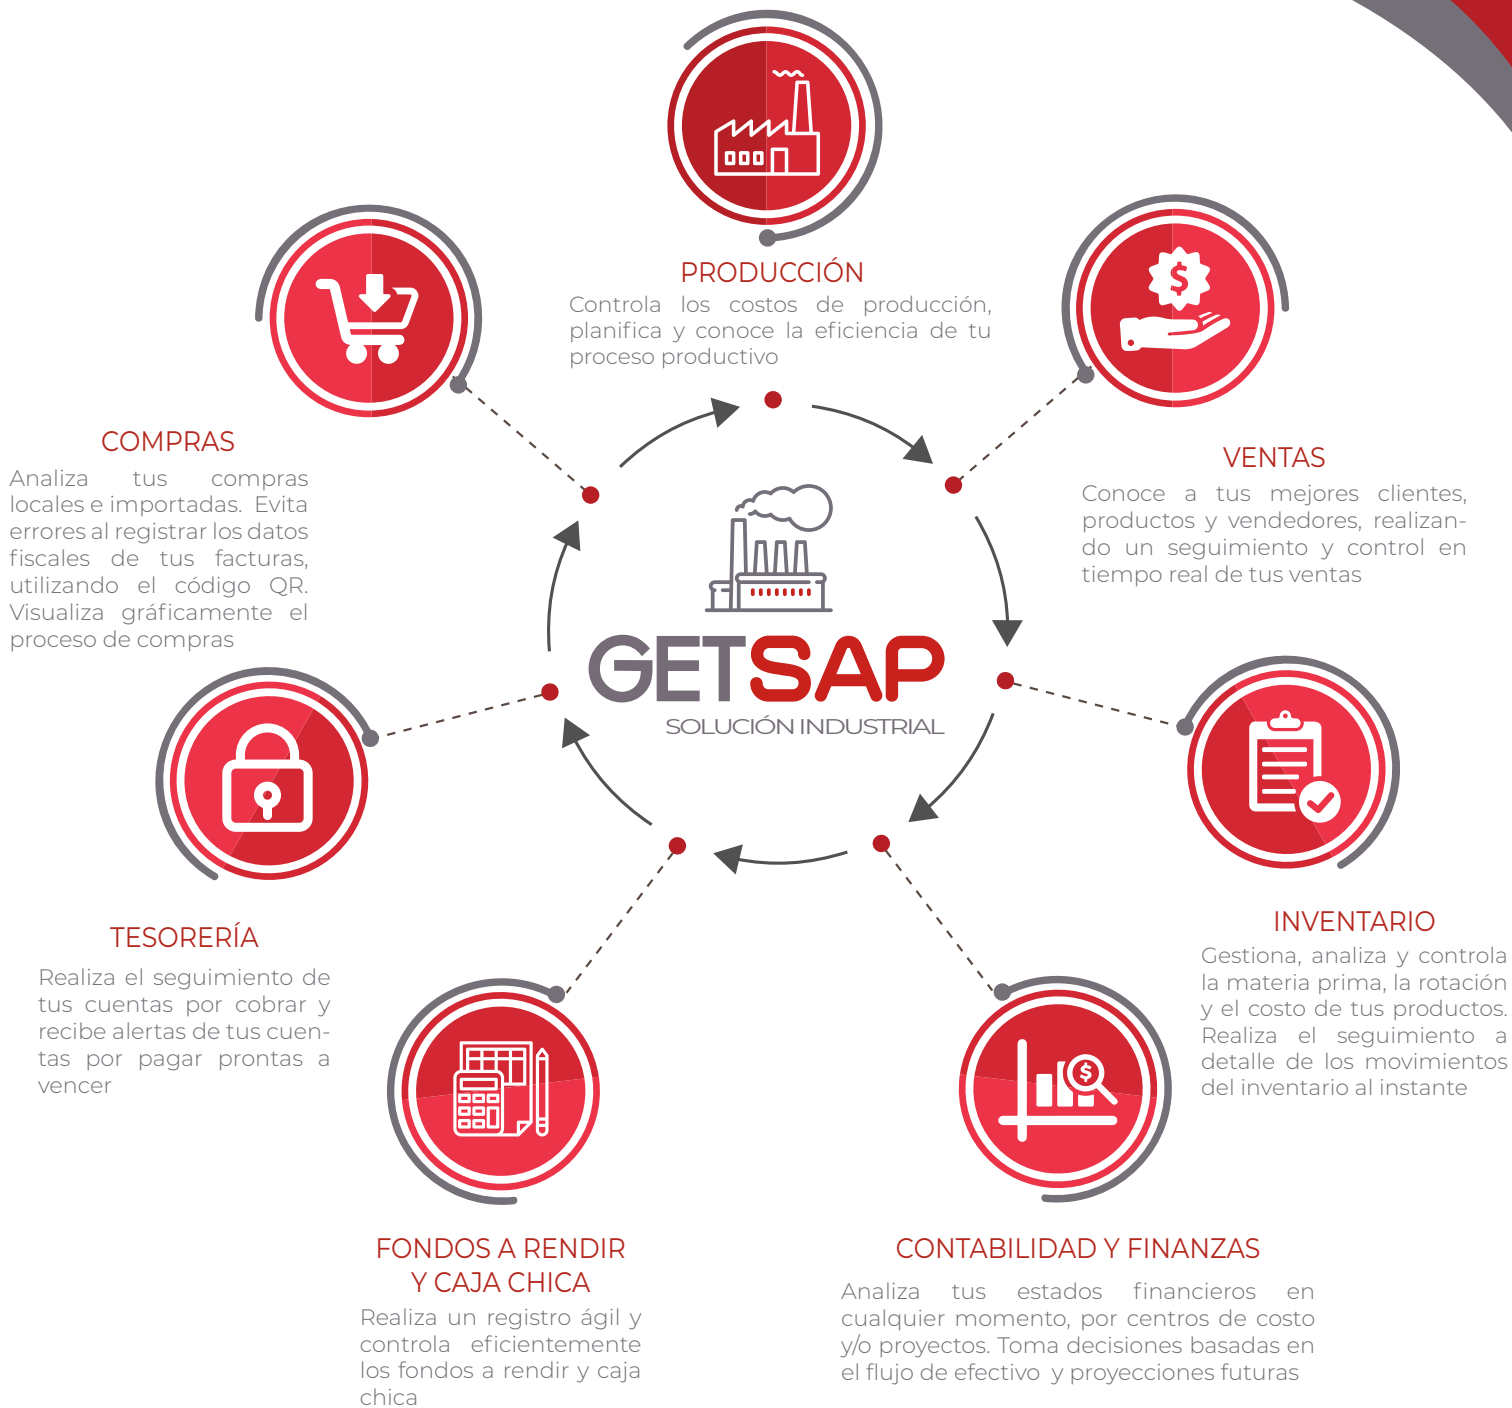 PRODUCCIÓN
Controla los costos de producción,
planifica y conoce la eficiencia de tu
proceso productivo
$
VENTAS
Conoce a tus mejores clientes,
productos y vendedores, realizan-
do un seguimiento y control en
tiempo real de tus ventas
COMPRAS
Analiza tus compras
locales e importadas. Evita
errores al registrar los datos
fiscales de tus facturas,
utilizando el código QR.
Visualiza gráficamente el
proceso de compras
GETSAP
SOLUCIÓN INDUSTRIAL
INVENTARIO
Gestiona, analiza y controla
la materia prima, la rotación
y el costo de tus productos.
Realiza el seguimiento a
detalle de los movimientos
del inventario al instante
TESORERÍA
Realiza el seguimiento de
tus cuentas por cobrar y
recibe alertas de tus cuen-
tas por pagar prontas a
vencer
$
FONDOS A RENDIR
Y CAJA CHICA
Realiza un registro ágil y
controla eficientemente
los fondos a rendir y caja
chica
CONTABILIDAD Y FINANZAS
Analiza tus estados financieros en
cualquier momento, por centros de costo
y/o proyectos. Toma decisiones basadas en
el flujo de efectivo y proyecciones futuras